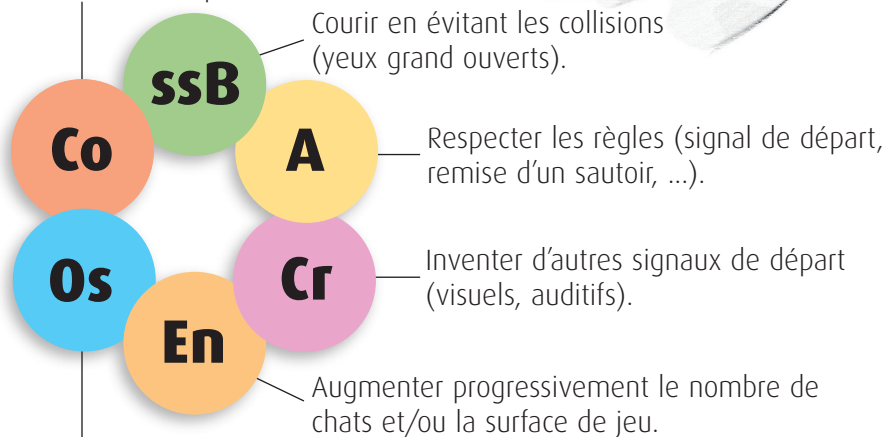 Courir en évitant les collisions
(yeux grand ouverts).
ssB
Co
A
Respecter les règles (signal de départ,
remise d’un sautoir, ...).
Os
Cr
Inventer d’autres signaux de départ
(visuels, auditifs).
En
Augmenter progressivement le nombre de
chats et/ou la surface de jeu.